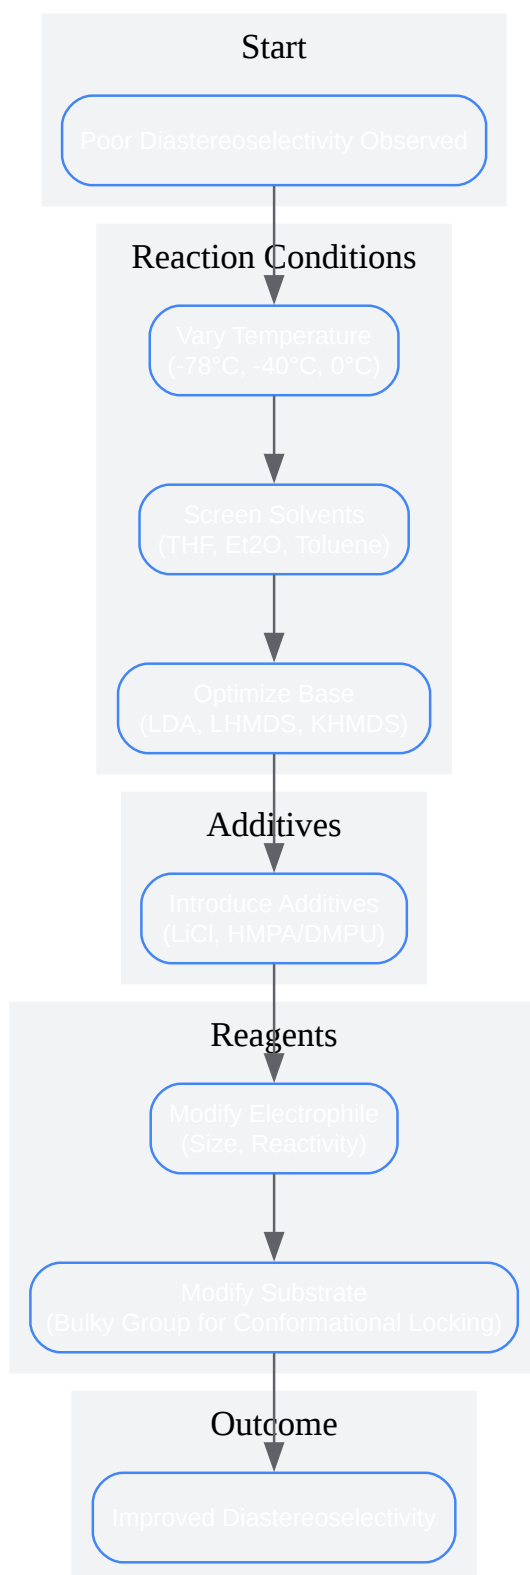 Start
Poor Diastereoselectivity Observed
Reaction Conditions
Vary Temperature
(-78°C, -40°C, 0°C)
Screen Solvents
(THF, Et2O, Toluene)
Optimize Base
(LDA, LHMDS, KHMDS)
Additives
Introduce Additives
(LiCl, HMPA/DMPU)
Reagents
Modify Electrophile
(Size, Reactivity)
Modify Substrate
(Bulky Group for Conformational Locking)
Outcome
Improved Diastereoselectivity